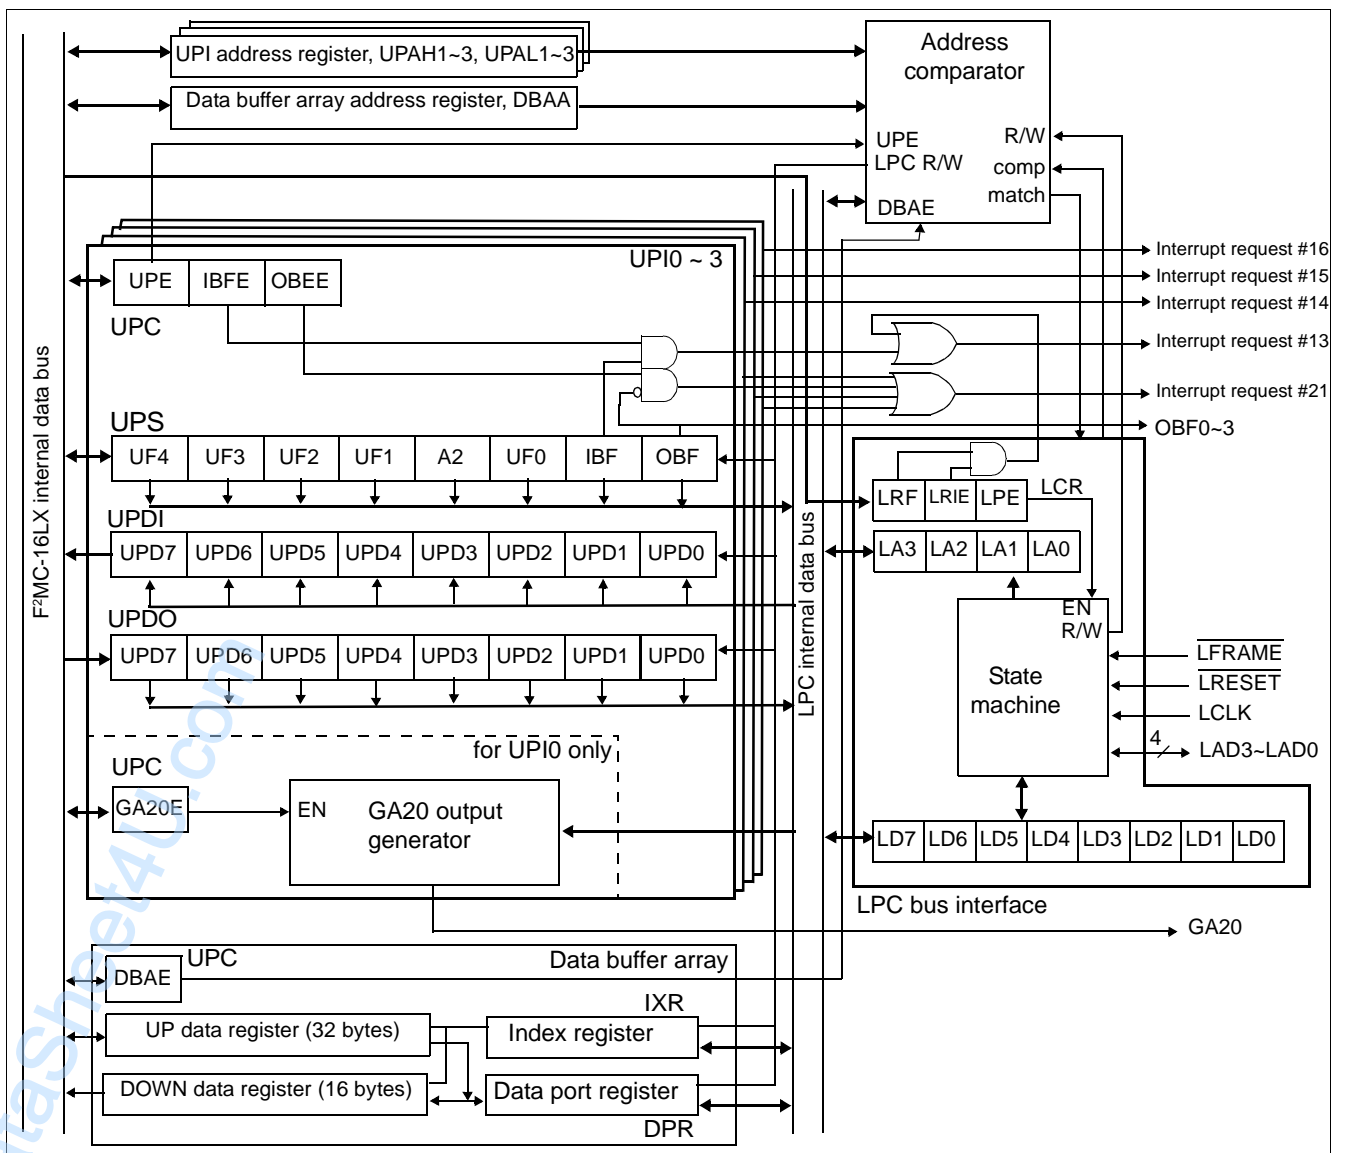 UPI address register, UPAH1~3, UPAL1~3
Data buffer array address register, DBAA
Address
comparator
UPE
LPC R/W
DBAE
R/W
comp
match
F²MC-16LX internal data bus
UPI0 ~ 3
UPE IBFE OBEE
UPC
Interrupt request #16
Interrupt request #15
Interrupt request #14
Interrupt request #13
Interrupt request #21
OBF0~3
UPS
UF4 UF3 UF2 UF1 A2 UF0 IBF OBF
UPDI
UPD7 UPD6 UPD5 UPD4 UPD3 UPD2 UPD1 UPD0
UPDO
UPD7 UPD6 UPD5 UPD4 UPD3 UPD2 UPD1 UPD0
LPC internal data bus
LRF LRIE LPE
LCR
LA3 LA2 LA1 LA0
EN
R/W
State
machine
LFRAME
LRESET
LCLK
4
LAD3~LAD0
LD7 LD6 LD5 LD4 LD3 LD2 LD1 LD0
LPC bus interface
for UPI0 only
UPC
GA20E
EN
GA20 output
generator
GA20
UPC
DBAE
Data buffer array
IXR
UP data register (32 bytes)
Index register
DOWN data register (16 bytes)
Data port register
DPR
taSheet4U.com